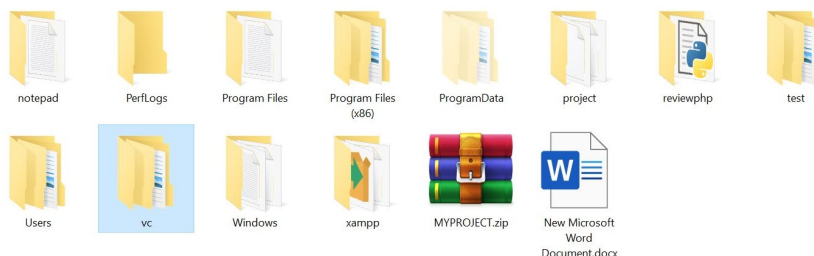 notepad
PerfLogs
Program Files
Program Files
(x86)
ProgramData
project
reviewphp
test
Users
vc
Windows
xampp
MYPROJECT.zip
New Microsoft
Word
Document.docx